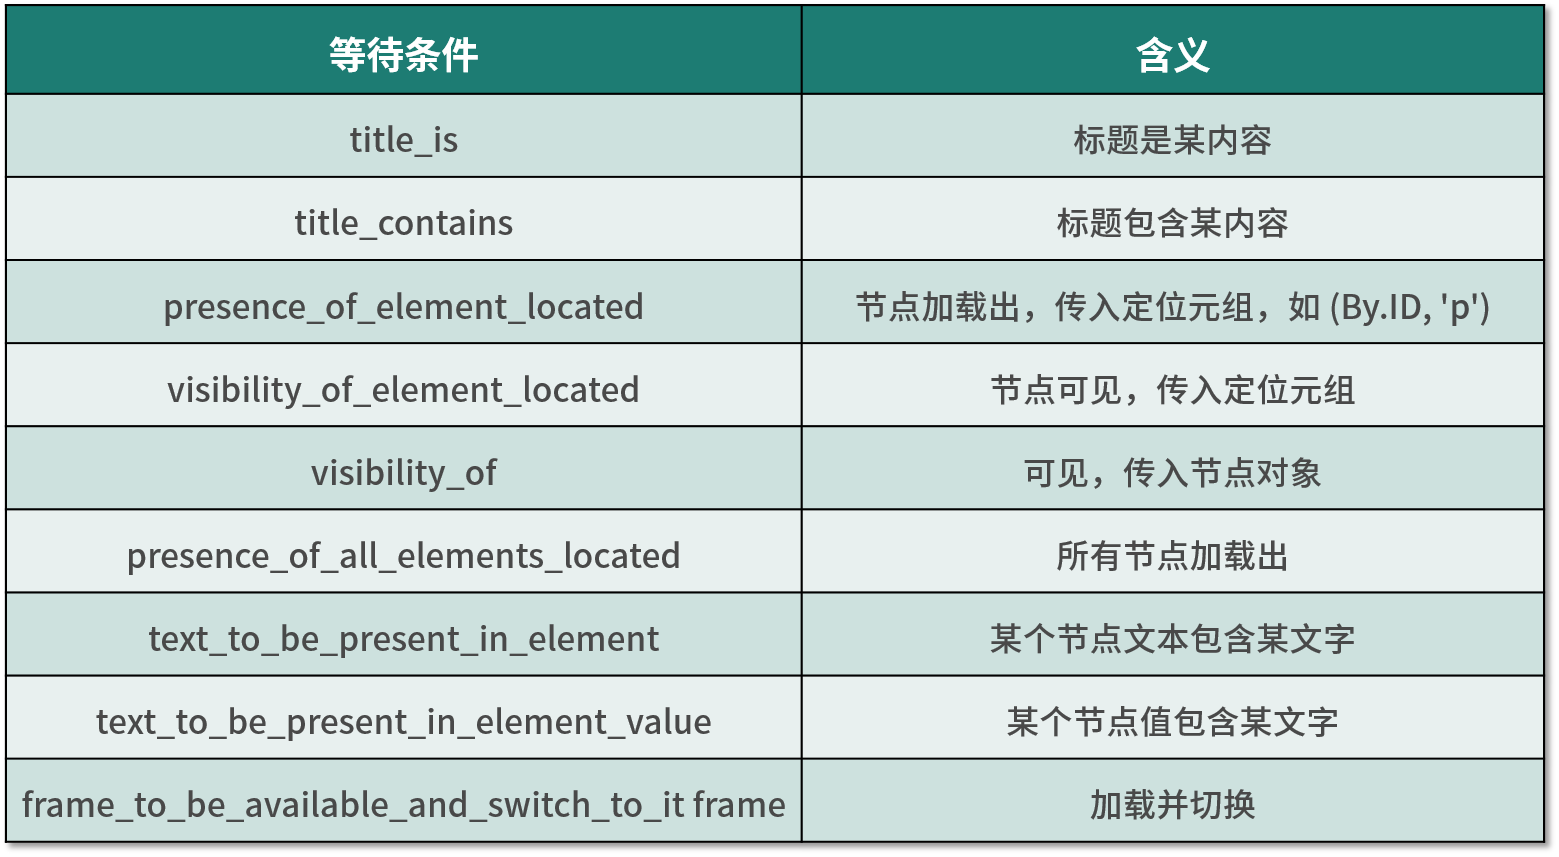 等待条件 含义
title_is 标题是某内容
title_contains 标题包含某内容
presence_of_element_located 节点加载出，传入定位元组，如 (By.ID, 'p')
visibility_of_element_located 节点可见，传入定位元组
visibility_of 可见，传入节点对象
presence_of_all_elements_located 所有节点加载出
text_to_be_present_in_element 某个节点文本包含某文字
text_to_be_present_in_element_value 某个节点值包含某文字
frame_to_be_available_and_switch_to_it frame 加载并切换